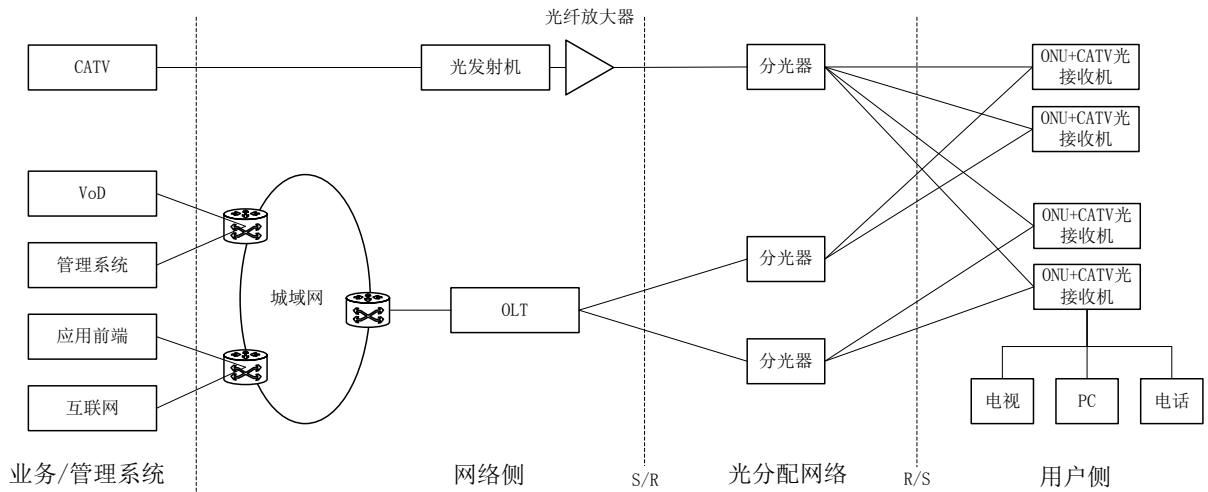 光纤放大器
CATV
光发射机
分光器
ONU+CATV光
接收机
ONU+CATV光
接收机
VoD
管理系统
城域网
应用前端
互联网
OLT
分光器
分光器
ONU+CATV光
接收机
ONU+CATV光
接收机
电视
PC
电话
业务/管理系统
网络侧
S/R
光分配网络
R/S
用户侧